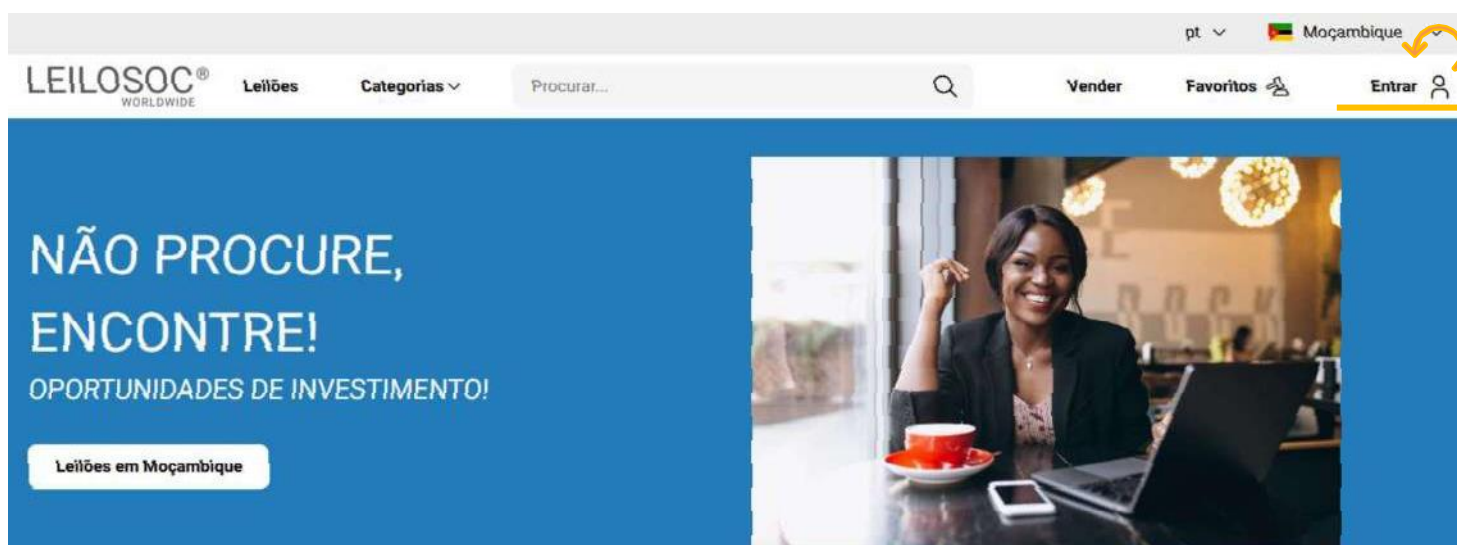 pt Moçambique
LEILOSOC®
WORLDWIDE
Leilões Categorias Procurar... Vender Favoritos Entrar
NÃO PROCURE,
ENCONTRE!
OPORTUNIDADES DE INVESTIMENTO!
Leilões em Moçambique